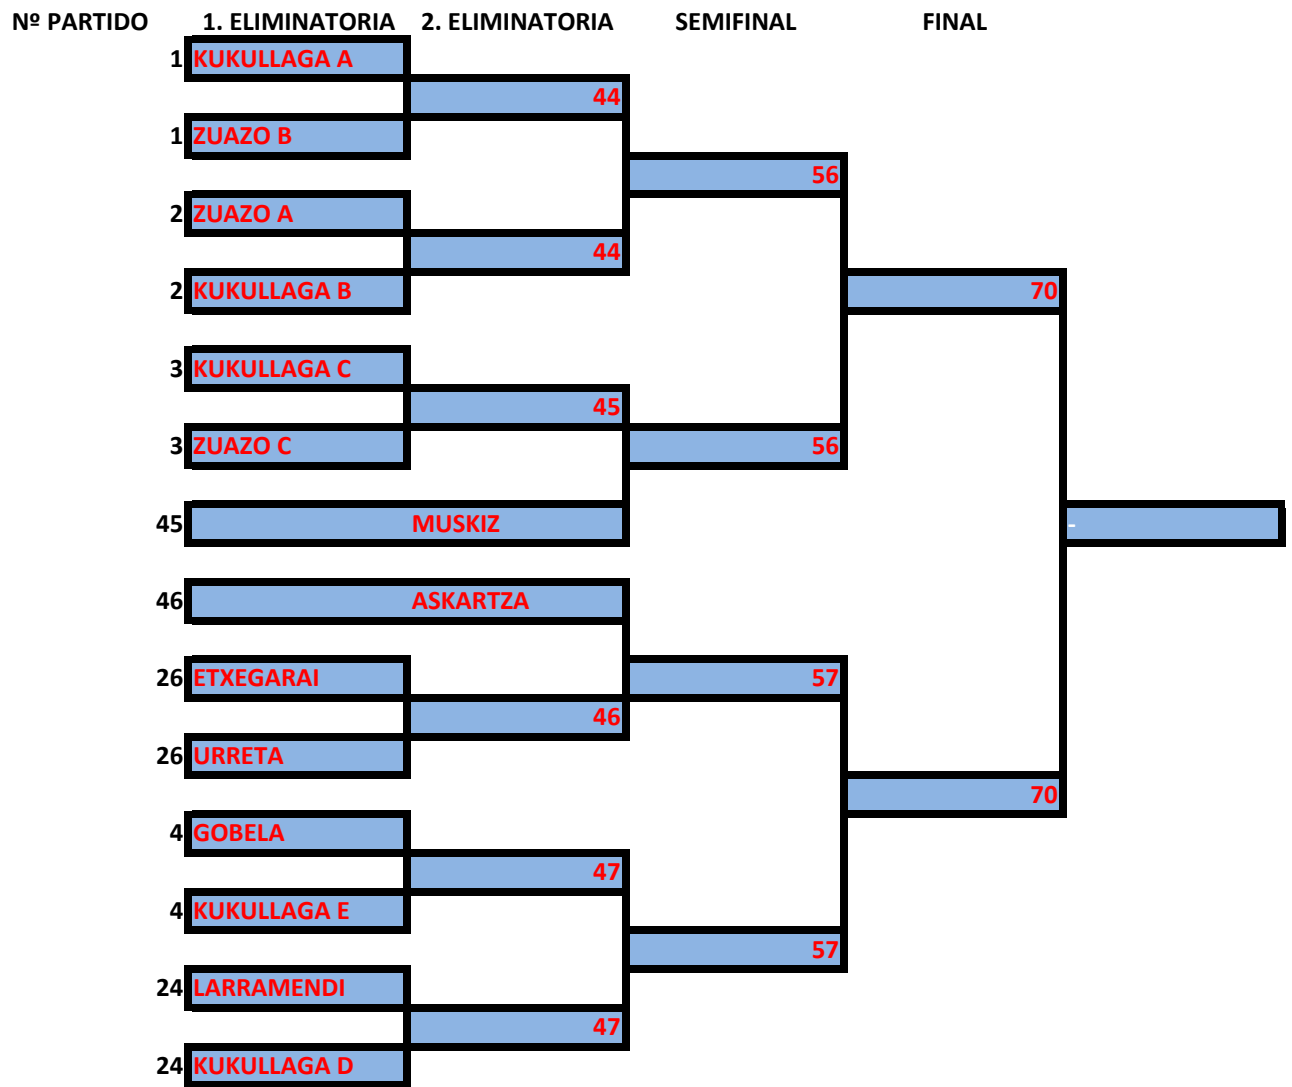 Nº PARTIDO 1. ELIMINATORIA 2. ELIMINATORIA SEMIFINAL FINAL
1 KUKULLAGA A
44
1 ZUAZO B
56
2 ZUAZO A
44
2 KUKULLAGA B 70
3 KUKULLAGA C
45
3 ZUAZO C 56
45 MUSKIZ -
46 ASKARTZA
26 ETXEGARAI 57
46
26 URRETA
70
4 GOBELA
47
4 KUKULLAGA E
57
24 LARRAMENDI
47
24 KUKULLAGA D